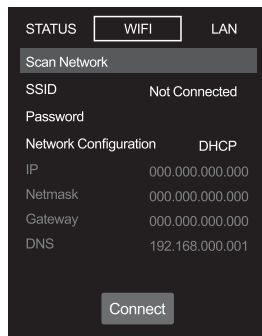 STATUS WIFI LAN
Scan Network
SSID Not Connected
Password
Network Configuration DHCP
IP 000.000.000.000
Netmask 000.000.000.000
Gateway 000.000.000.000
DNS 192.168.000.001
Connect